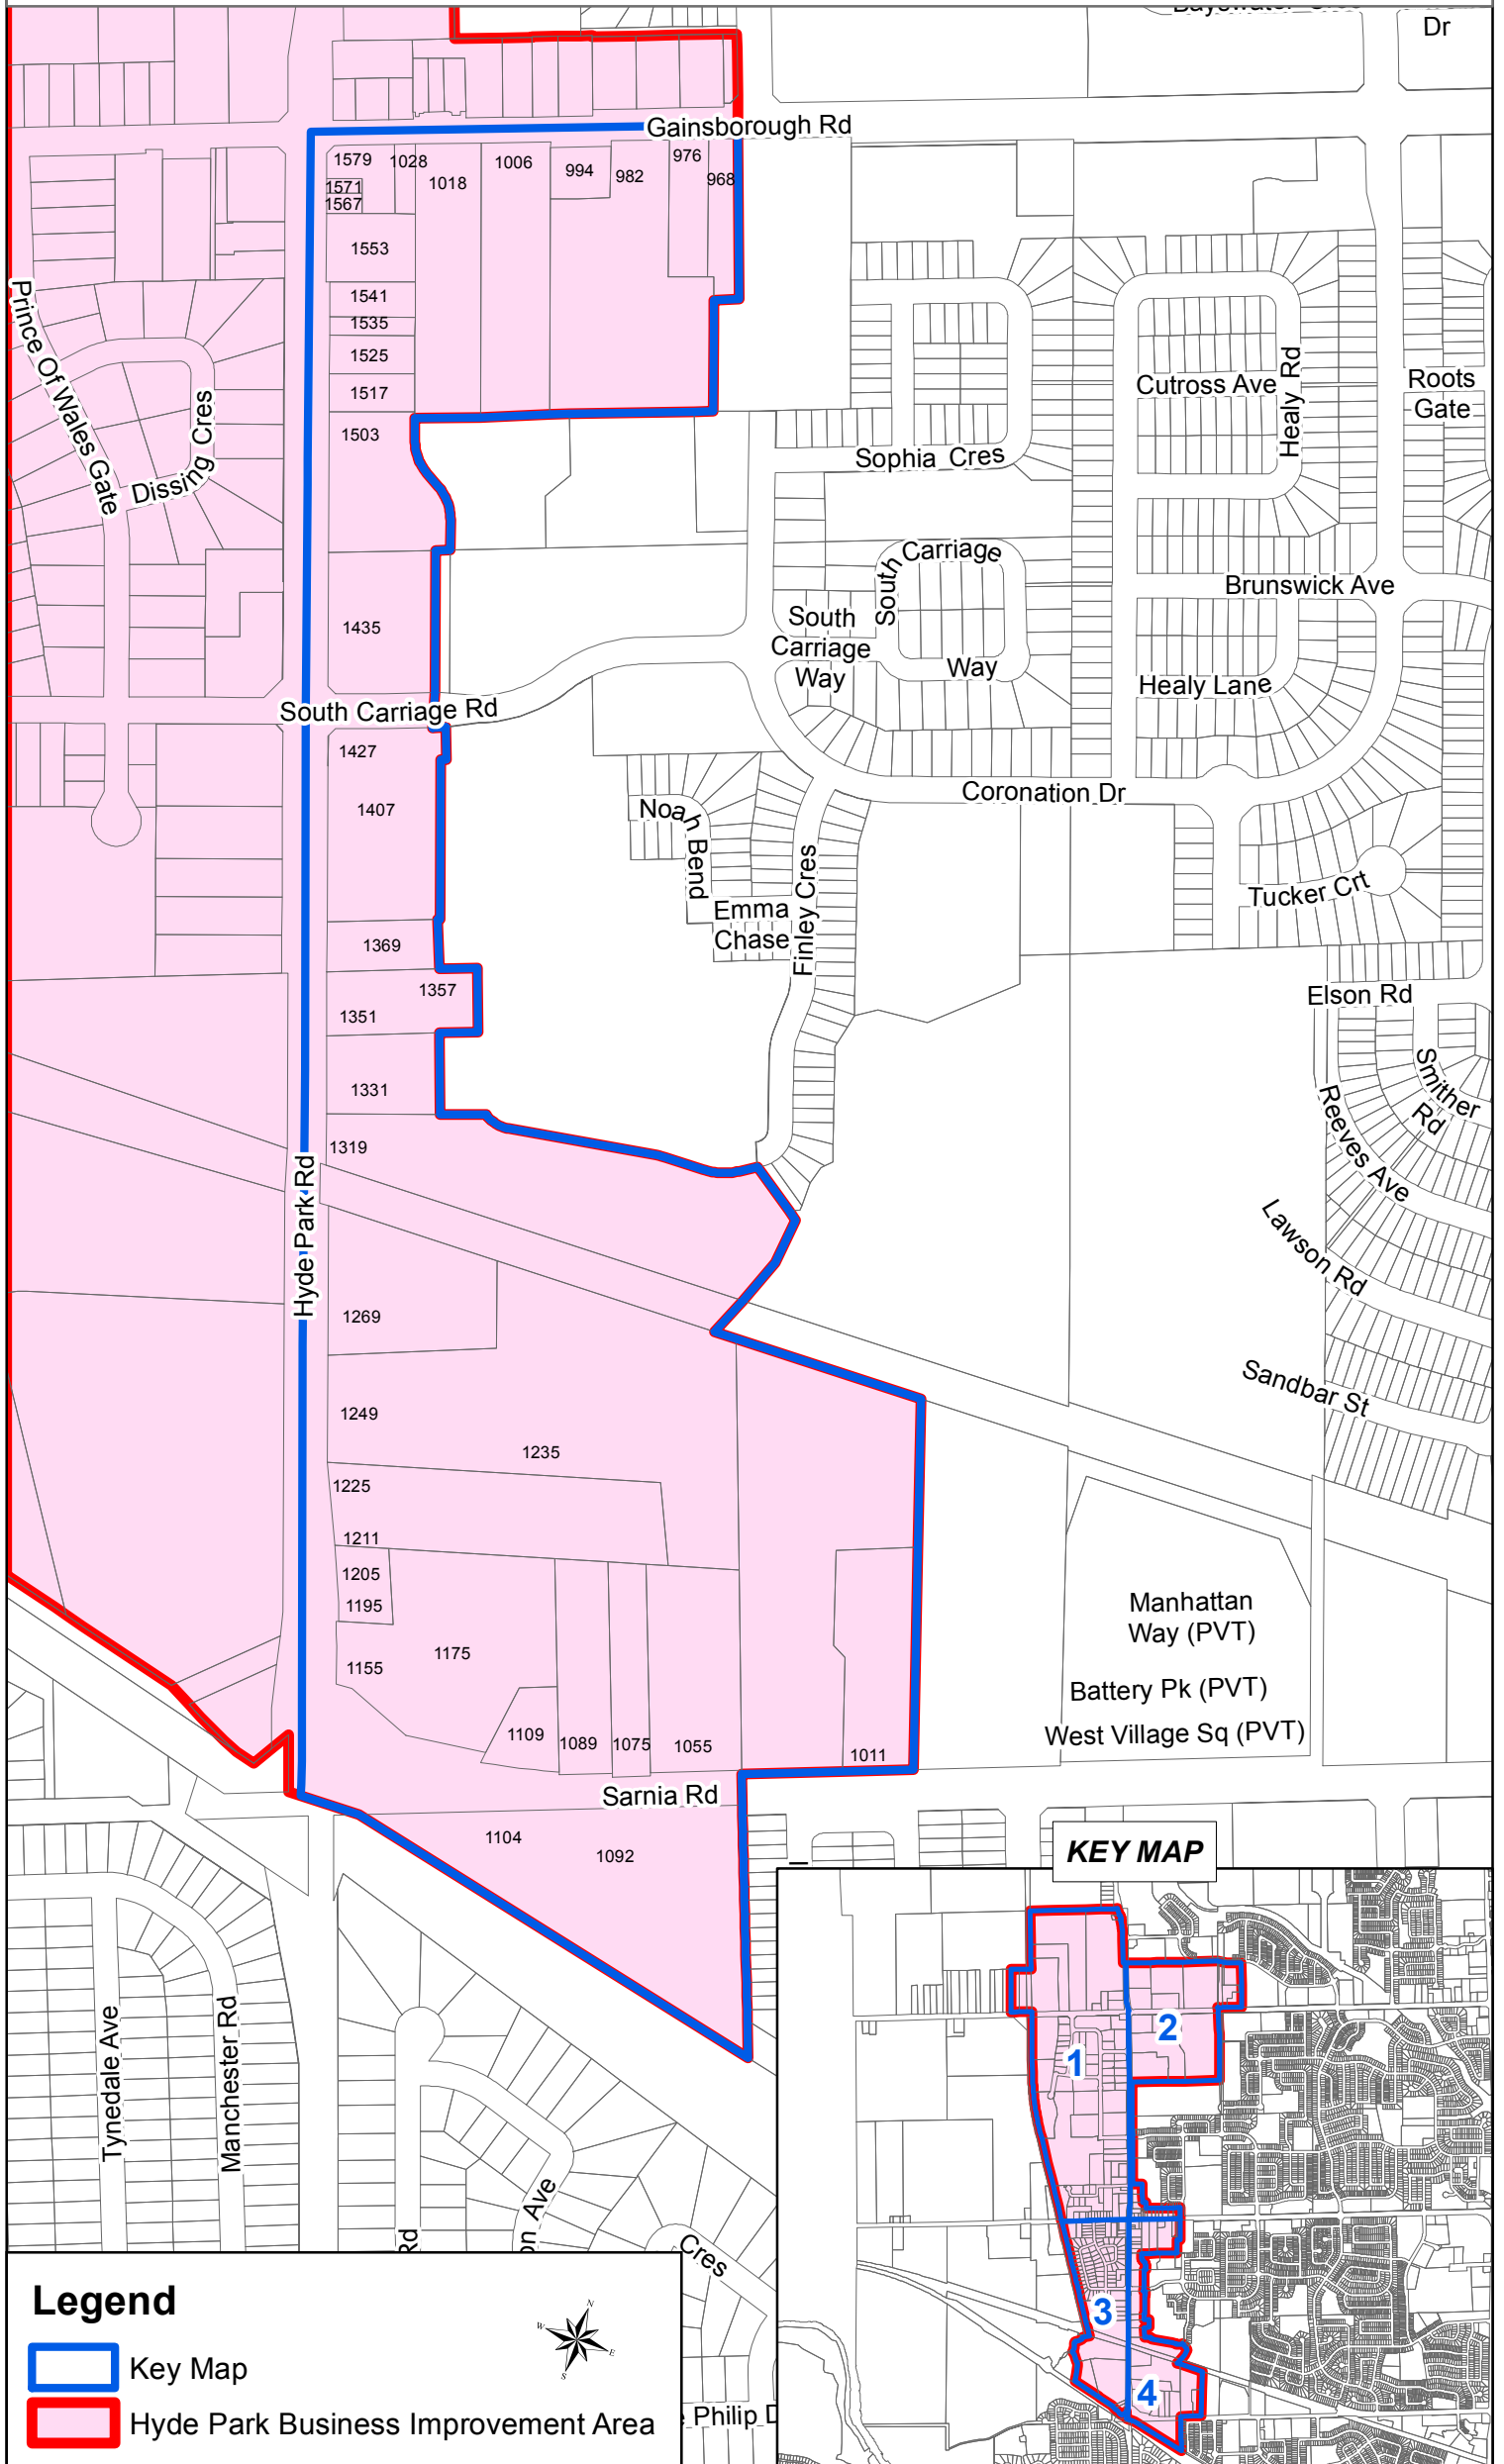 Dr
Gainsborough Rd
1579
1028
1018
1006
994
982
976
968
1571
1567
1553
1541
1535
1525
1517
1503
Prince Of Wales Gate
Dissing Cres
Cutross Ave
Healy Rd
Roots
Gate
Sophia Cres
South Carriage
Brunswick Ave
1435
South
Carriage
Way
Way
Healy Lane
South Carriage Rd
1427
1407
Coronation Dr
Noah Bend
Finley Cres
Emma
Chase
Tucker Crt
1369
1357
1351
Elson Rd
Smither
Rd
Reeves Ave
1331
1319
Hyde Park Rd
Lawson Rd
1269
Sandbar St
1249
1235
1225
1211
1205
1195
1175
1155
Manhattan
Way (PVT)
Battery Pk (PVT)
West Village Sq (PVT)
1109
1089
1075
1055
1011
Sarnia Rd
1104
1092
KEY MAP
1
2
3
4
Tynedale Ave
Manchester Rd
Rd
on Ave
Cres
Philip D
Legend
N
W
E
S
Key Map
Hyde Park Business Improvement Area